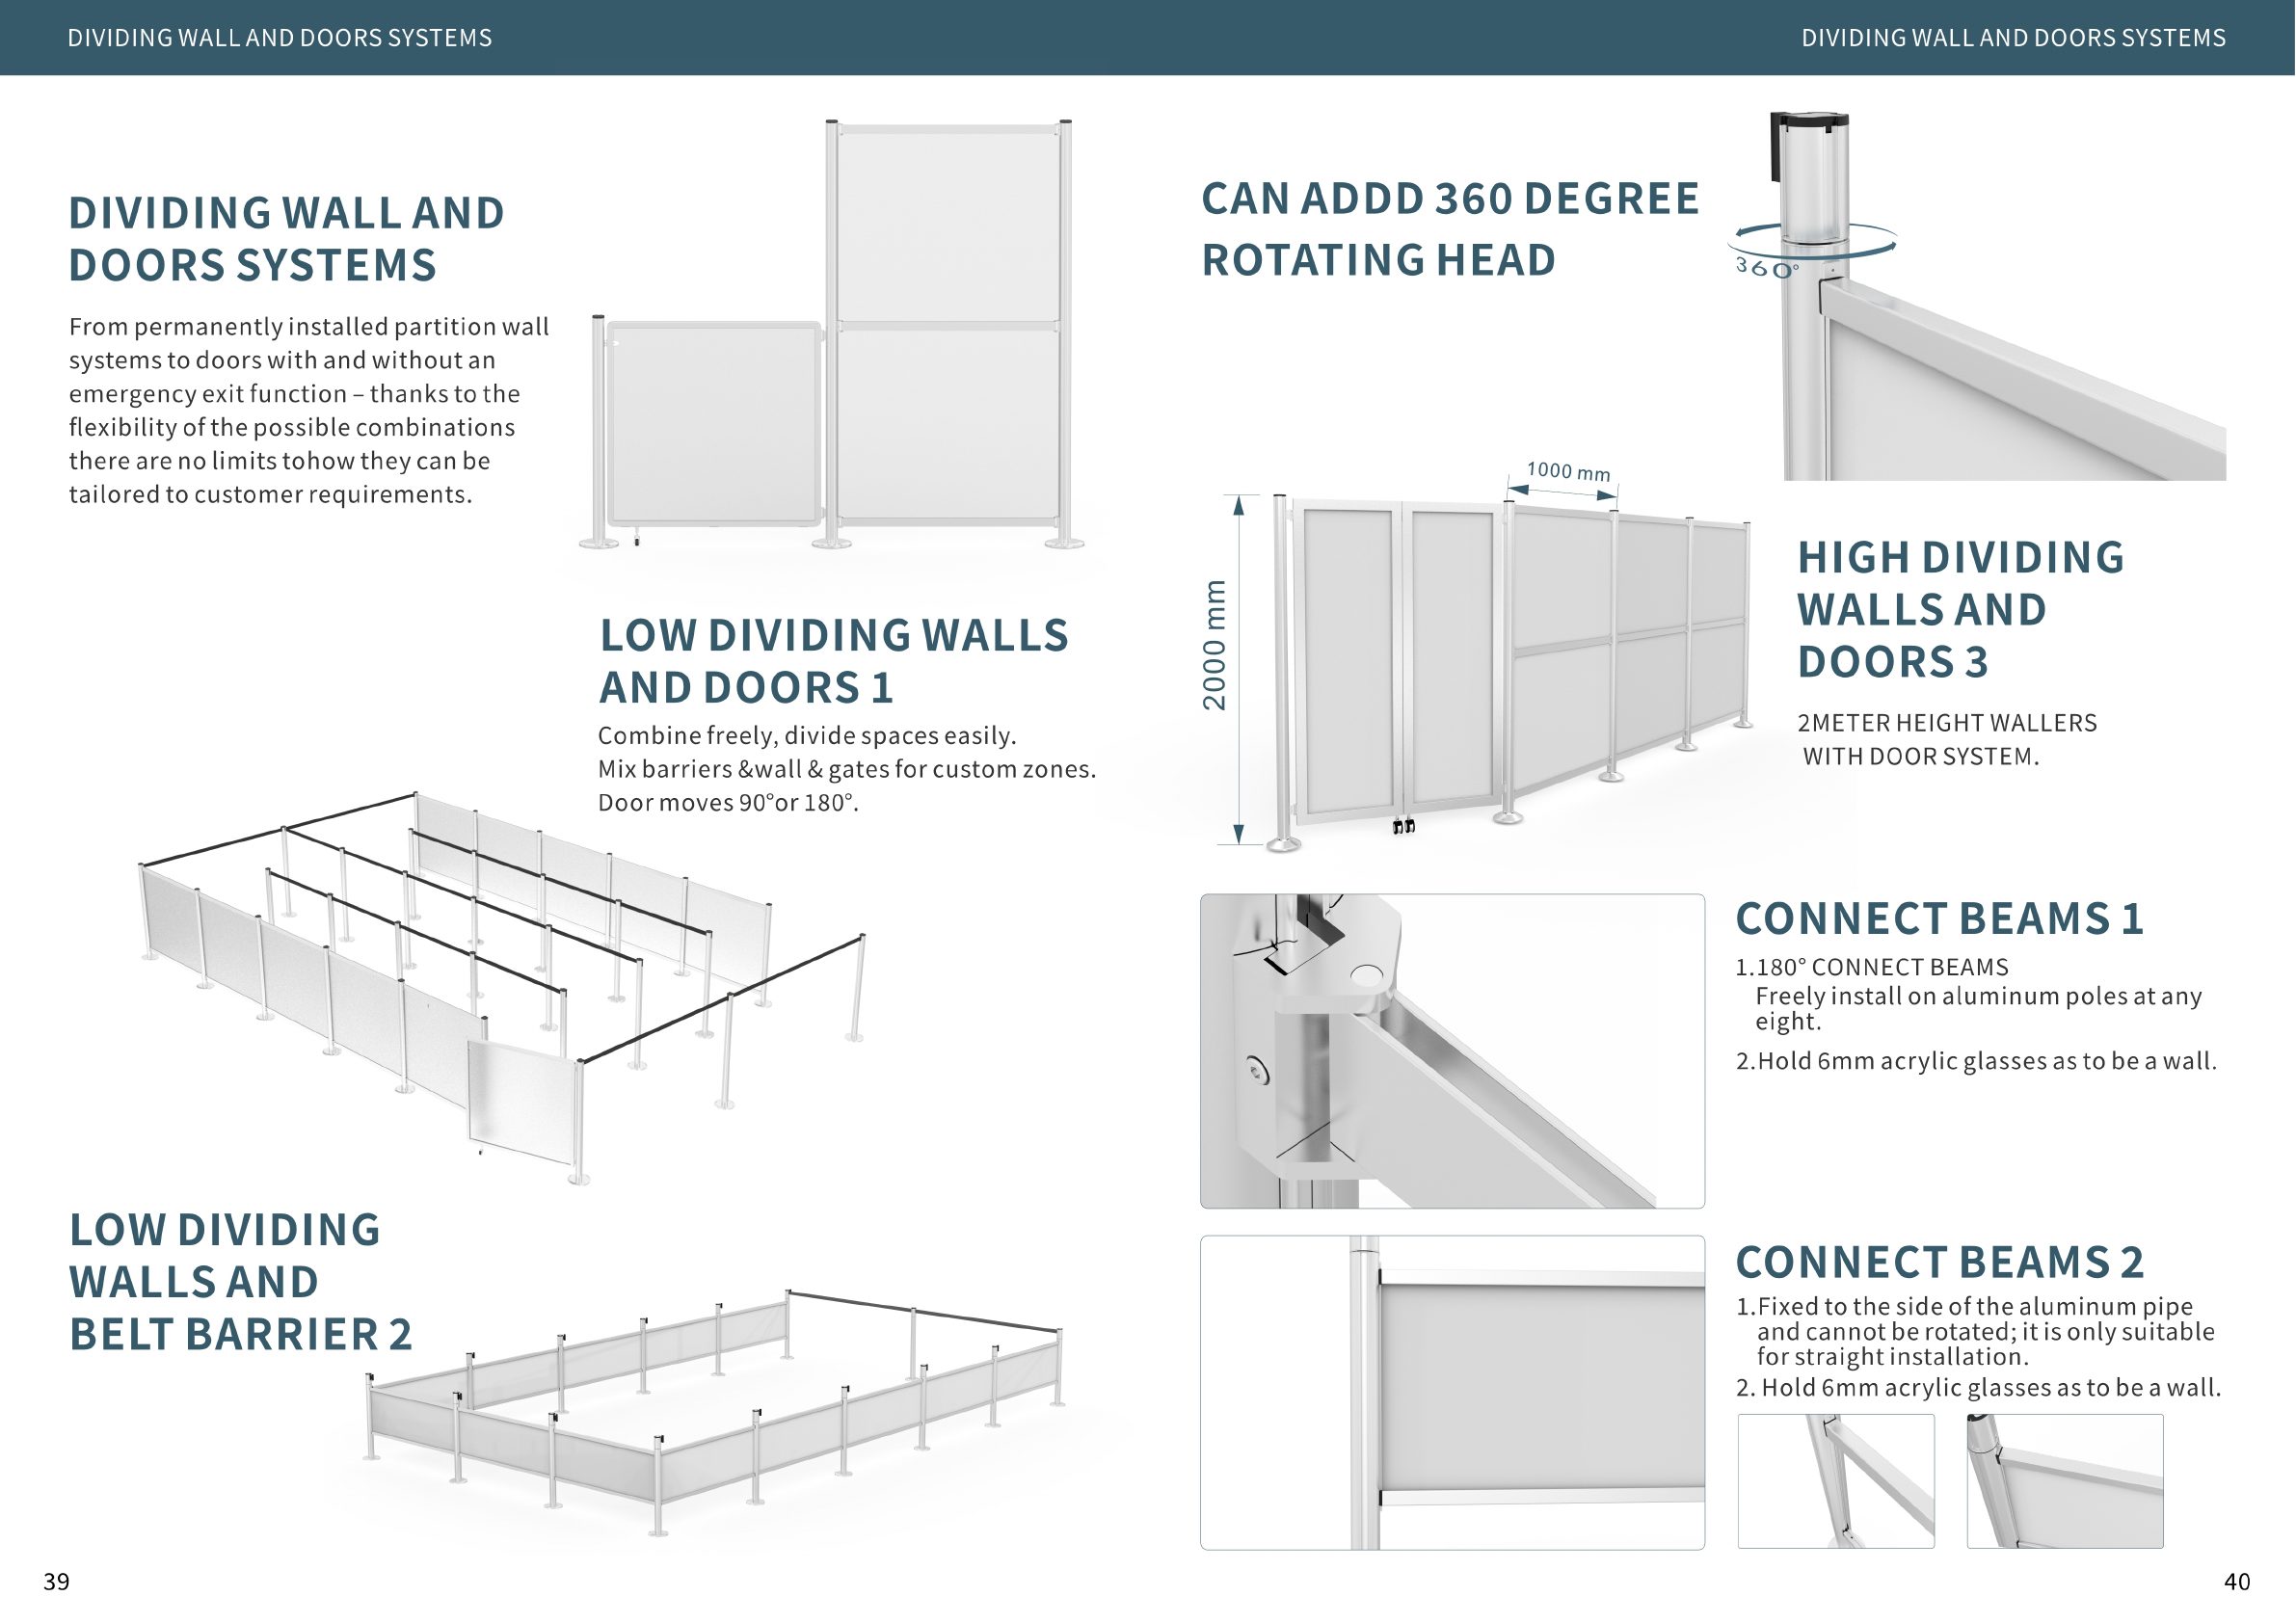 DIVIDING WALL AND DOORS SYSTEMS
DIVIDING WALL AND
DOORS SYSTEMS
From permanently installed partition wall
systems to doors with and without an
emergency exit function – thanks to the
flexibility of the possible combinations
there are no limits tohow they can be
tailored to customer requirements.
LOW DIVIDING WALLS
AND DOORS 1
Combine freely, divide spaces easily.
Mix barriers &wall & gates for custom zones.
Door moves 90°or 180°.
LOW DIVIDING
WALLS AND
BELT BARRIER 2
39
DIVIDING WALL AND DOORS SYSTEMS
CAN ADDD 360 DEGREE
ROTATING HEAD
360°
1000 mm
2000 mm
HIGH DIVIDING
WALLS AND
DOORS 3
2METER HEIGHT WALLERS
WITH DOOR SYSTEM.
CONNECT BEAMS 1
1.180° CONNECT BEAMS
Freely install on aluminum poles at any
eight.
2.Hold 6mm acrylic glasses as to be a wall.
CONNECT BEAMS 2
1.Fixed to the side of the aluminum pipe
and cannot be rotated; it is only suitable
for straight installation.
2. Hold 6mm acrylic glasses as to be a wall.
40